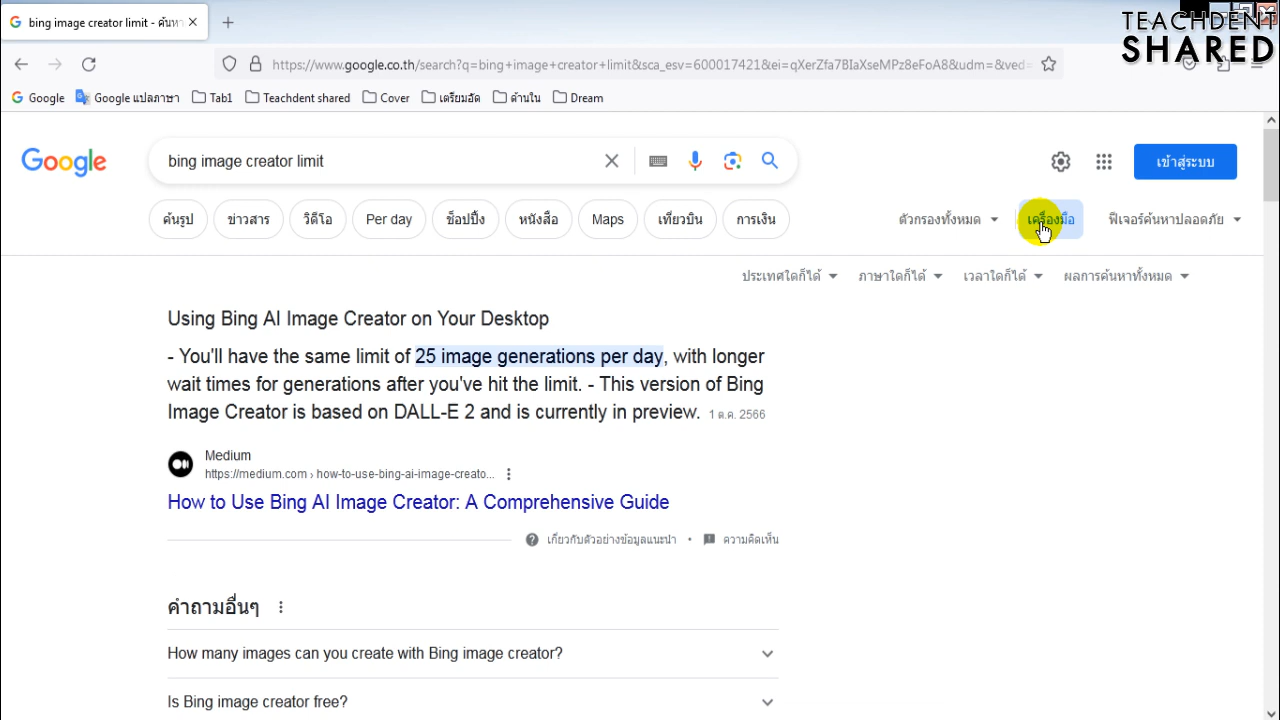 bing image creator limit - ค้นหา
TEACHDENT
SHARED
https://www.google.co.th/search?q=bing+image+creator+limit&sca_esv=600017421&ei=qXerZfa7BIaXseMPz8eFoA8&udm=&ved=
Google
Google แปลภาษา
Tab1
Teachdent shared
Cover
เตรียมอัด
ด้านใน
Dream
Google
bing image creator limit
เข้าสู่ระบบ
ค้นรูป
ข่าวสาร
วิดีโอ
Per day
ช็อปปิ้ง
หนังสือ
Maps
เที่ยวบิน
การเงิน
ตัวกรองทั้งหมด
เครื่องมือ
ฟีเจอร์ค้นหาปลอดภัย
ประเทศใดก็ได้
ภาษาใดก็ได้
เวลาใดก็ได้
ผลการค้นหาทั้งหมด
Using Bing AI Image Creator on Your Desktop
- You'll have the same limit of 25 image generations per day, with longer
wait times for generations after you've hit the limit. - This version of Bing
Image Creator is based on DALL-E 2 and is currently in preview. 1 ต.ค. 2566
Medium
https://medium.com › how-to-use-bing-ai-image-creato...
How to Use Bing AI Image Creator: A Comprehensive Guide
เกี่ยวกับตัวอย่างข้อมูลแนะนำ • ความคิดเห็น
คำถามอื่นๆ
How many images can you create with Bing image creator?
Is Bing image creator free?